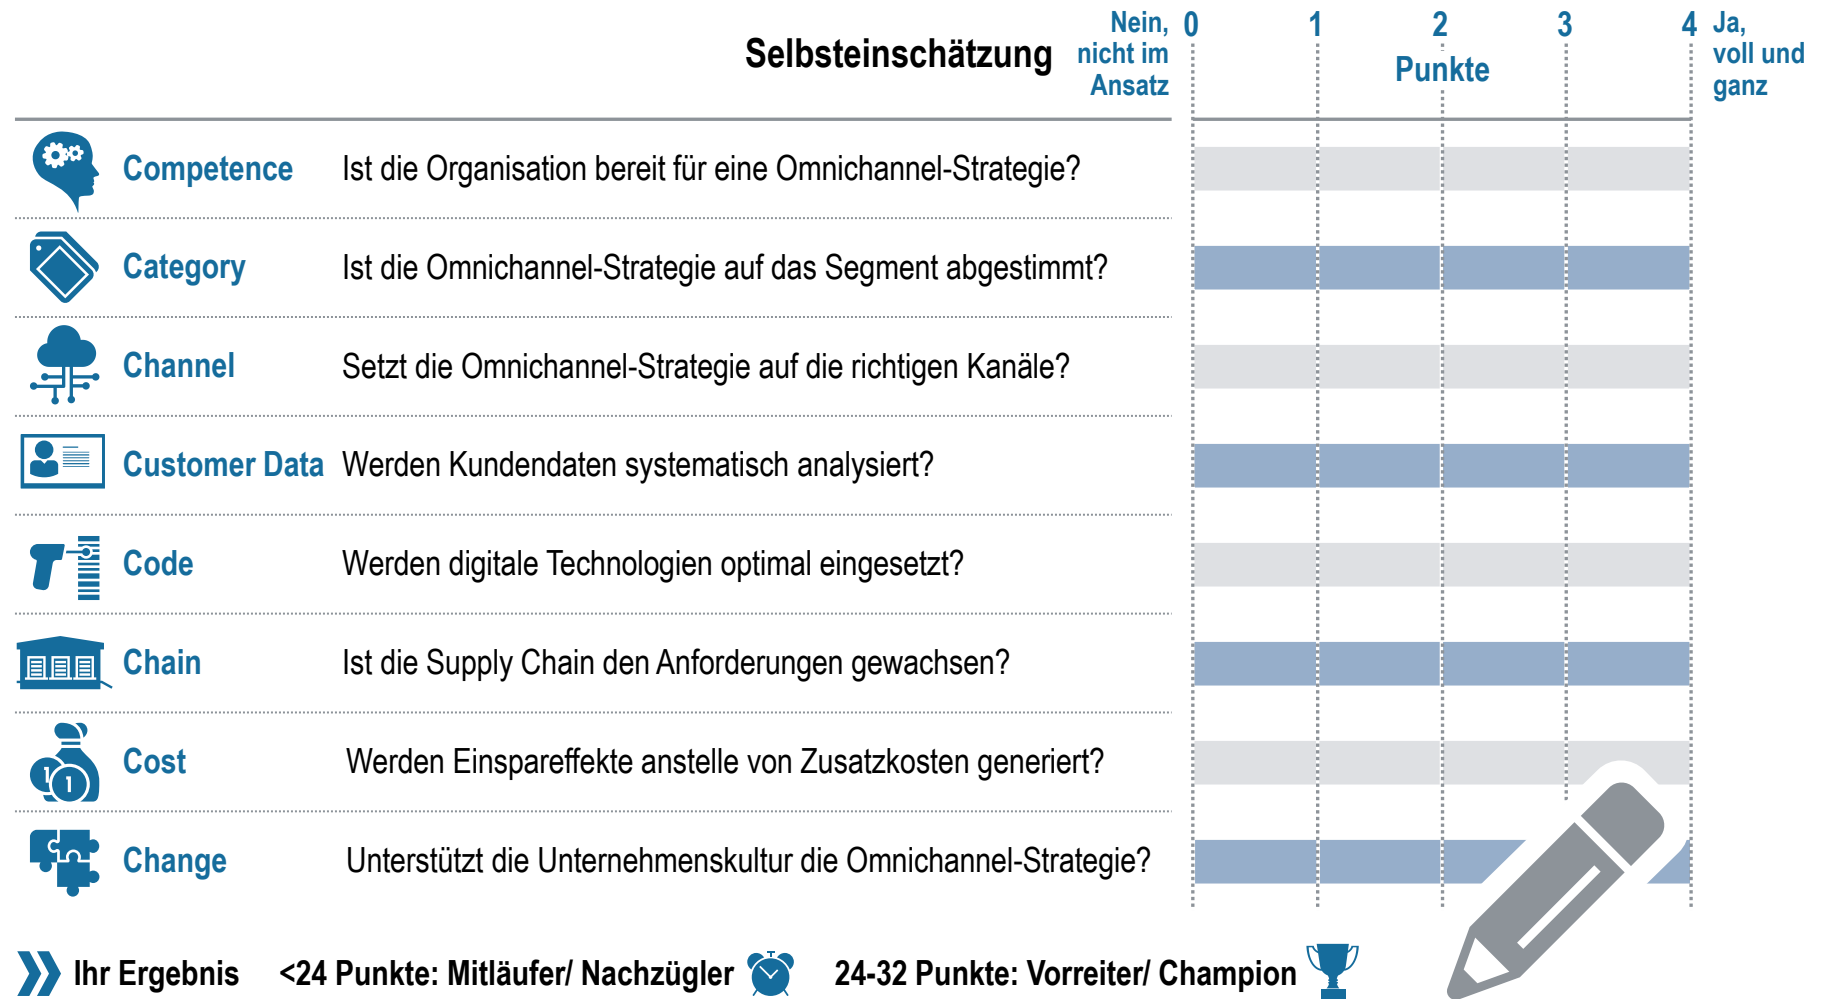 Selbsteinschätzung
Nein,
nicht im
Ansatz
0 1 2 3 4
Punkte
Ja,
voll und
ganz
Competence Ist die Organisation bereit für eine Omnichannel-Strategie?
Category Ist die Omnichannel-Strategie auf das Segment abgestimmt?
Channel Setzt die Omnichannel-Strategie auf die richtigen Kanäle?
Customer Data Werden Kundendaten systematisch analysiert?
Code Werden digitale Technologien optimal eingesetzt?
Chain Ist die Supply Chain den Anforderungen gewachsen?
Cost Werden Einspareffekte anstelle von Zusatzkosten generiert?
1 1
Change Unterstützt die Unternehmenskultur die Omnichannel-Strategie?
Ihr Ergebnis <24 Punkte: Mitläufer/ Nachzügler 24-32 Punkte: Vorreiter/ Champion